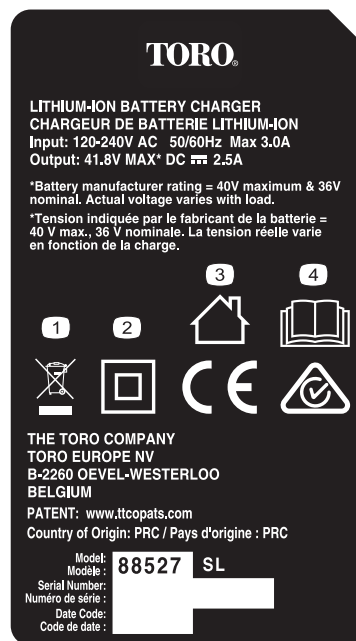 TORO®
LITHIUM-ION BATTERY CHARGER
CHARGEUR DE BATTERIE LITHIUM-ION
Input: 120-240V AC 50/60Hz Max 3.0A
Output: 41.8V MAX* DC ⎓ 2.5A
*Battery manufacturer rating = 40V maximum & 36V
nominal. Actual voltage varies with load.
*Tension indiquée par le fabricant de la batterie =
40 V max., 36 V nominale. La tension réelle varie
en fonction de la charge.
3 4
1 2
CE
THE TORO COMPANY
TORO EUROPE NV
B-2260 OEVEL-WESTERLOO
BELGIUM
PATENT: www.ttcopats.com
Country of Origin: PRC / Pays d'origine : PRC
Model:
Modèle : 88527 SL
Serial Number:
Numéro de série :
Date Code:
Code de date :